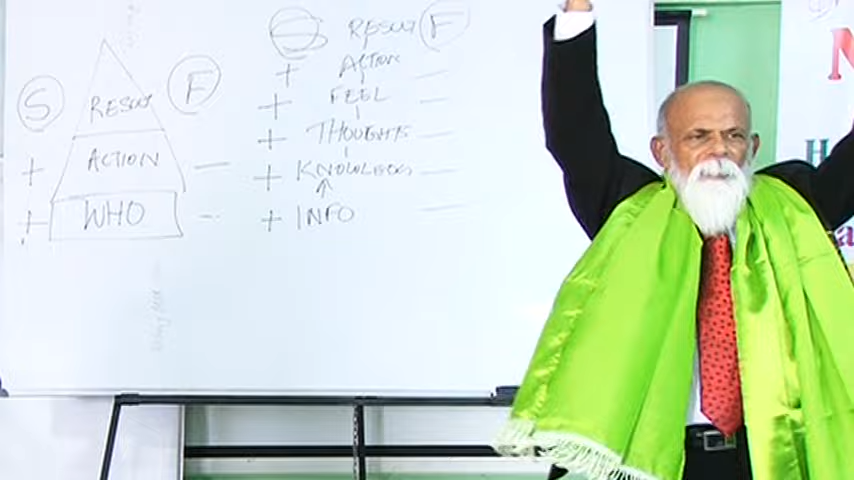 S RESULT F
+ ACTION —
+ FEEL —
+ THOUGHTS —
+ KNOWLEDGE —
+ INFO —
S RESULT F
+ ACTION —
+ WHO —
N
H